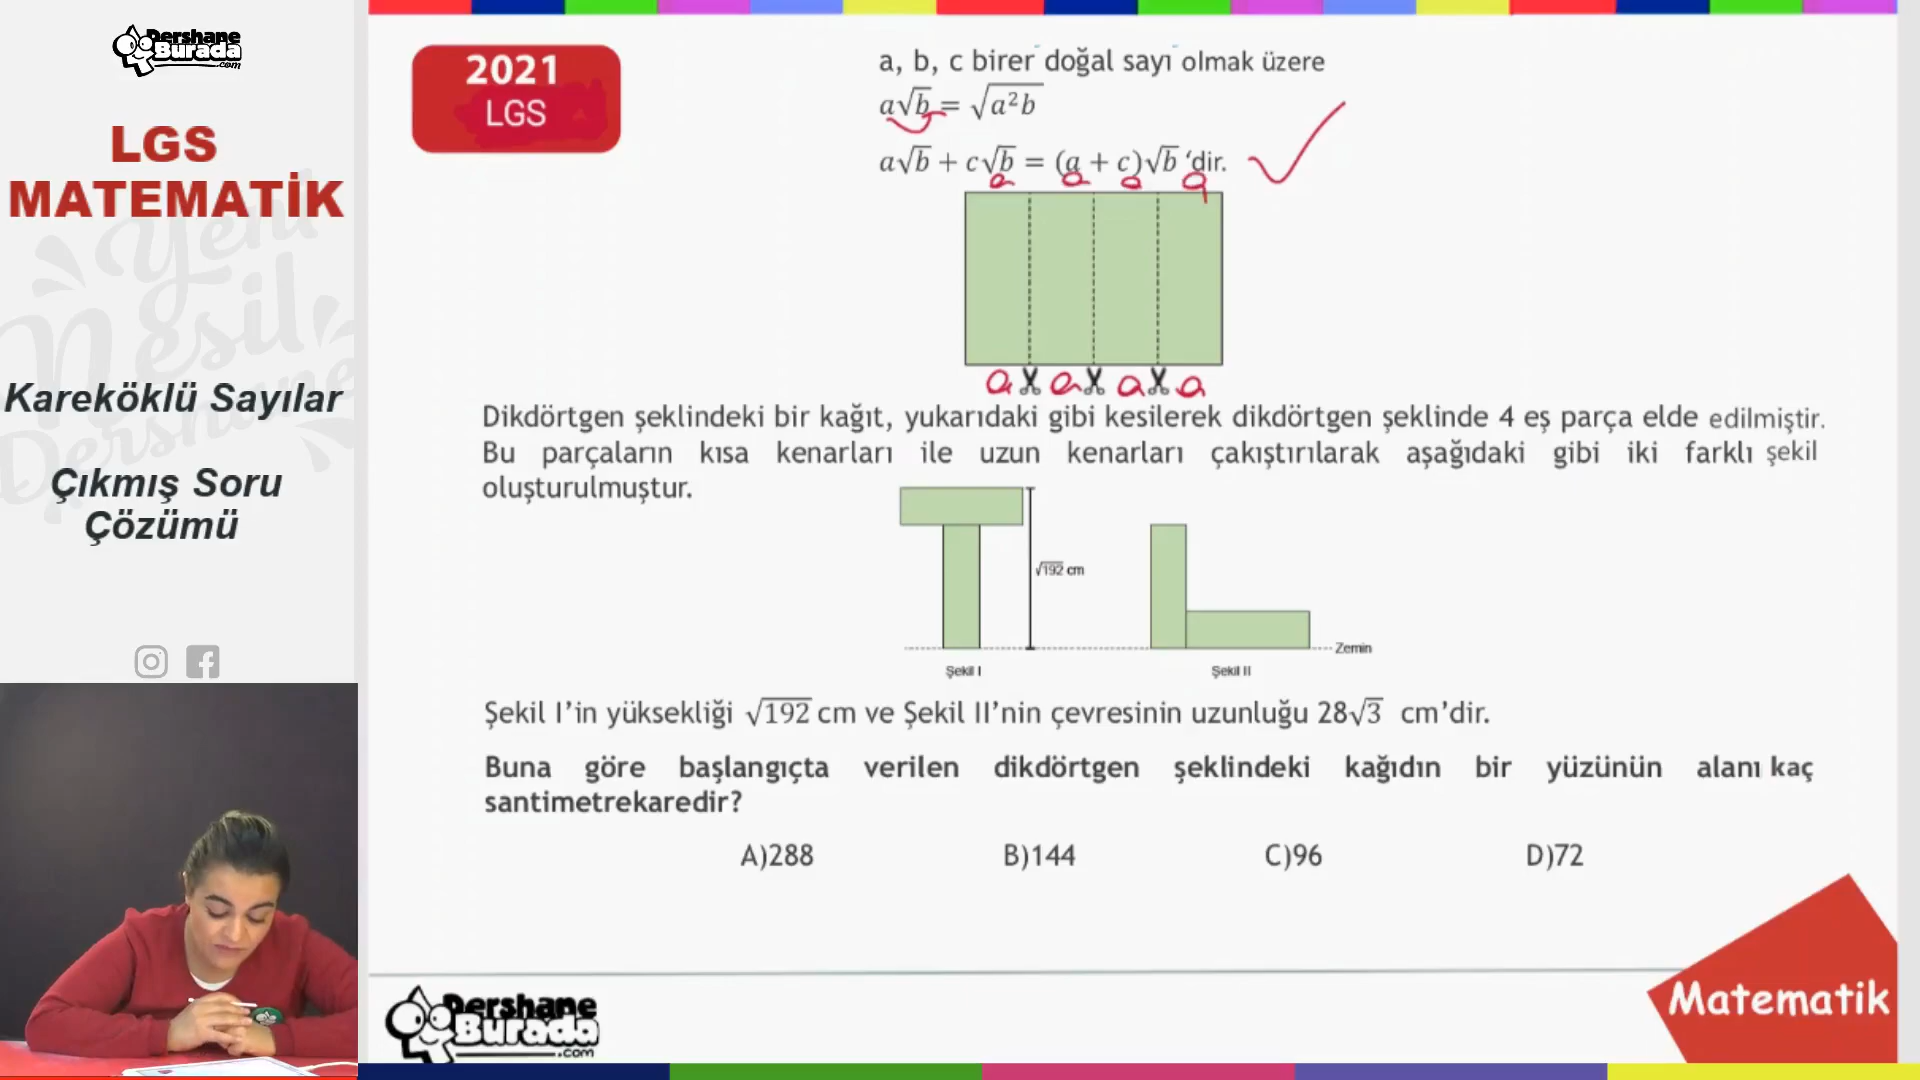 Dershane
Burada
.com
LGS
MATEMATİK
Yeni
Nesil
Dershane
Kareköklü Sayılar
Çıkmış Soru
Çözümü
2021
LGS
a, b, c birer doğal sayı olmak üzere
a√b = √a²b
a√b + c√b = (a + c)√b ‘dir.
a a a a
a a a a
Dikdörtgen şeklindeki bir kağıt, yukarıdaki gibi kesilerek dikdörtgen şeklinde 4 eş parça elde edilmiştir.
Bu parçaların kısa kenarları ile uzun kenarları çakıştırılarak aşağıdaki gibi iki farklı şekil
oluşturulmuştur.
√192 cm
Zemin
Şekil I
Şekil II
Şekil I’in yüksekliği √192 cm ve Şekil II’nin çevresinin uzunluğu 28√3 cm’dir.
Buna göre başlangıçta verilen dikdörtgen şeklindeki kağıdın bir yüzünün alanı kaç
santimetrekaredir?
A)288 B)144 C)96 D)72
Dershane
Burada
.com
Matematik